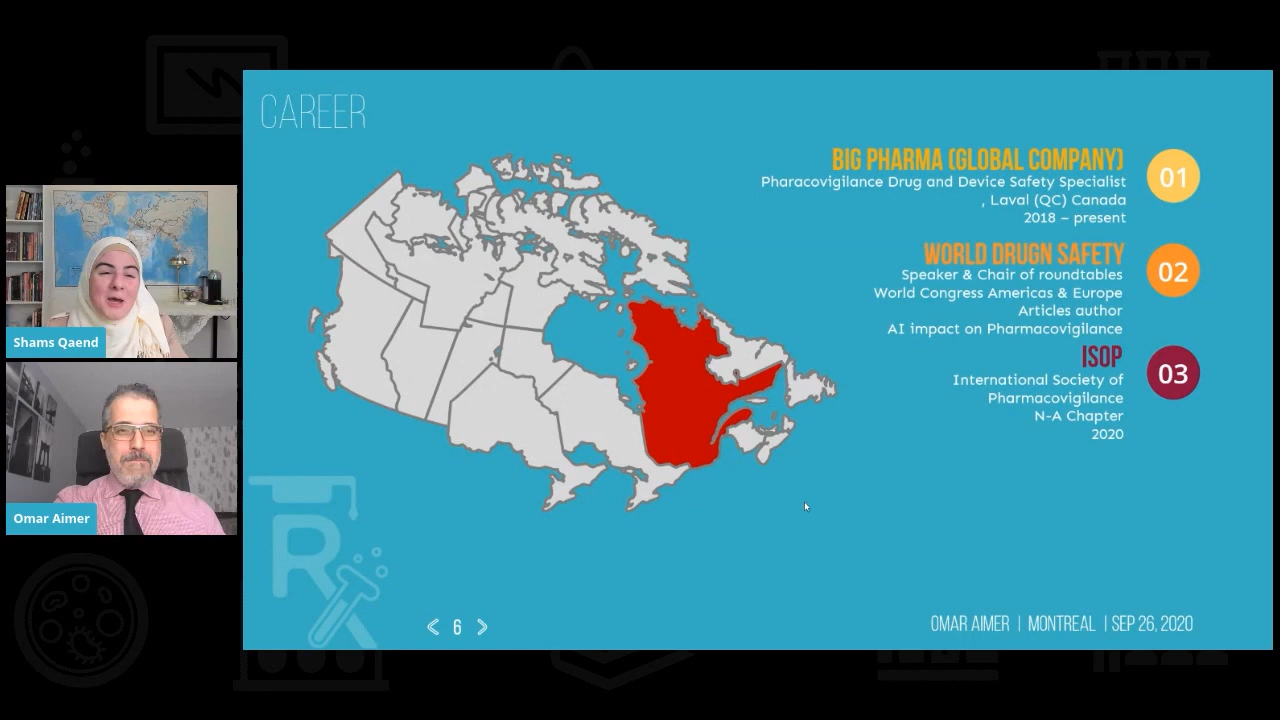 CAREER
BIG PHARMA (GLOBAL COMPANY)
Pharacovigilance Drug and Device Safety Specialist
, Laval (QC) Canada
2018 – present
01
WORLD DRUGN SAFETY
Speaker & Chair of roundtables
World Congress Americas & Europe
Articles author
AI impact on Pharmacovigilance
02
ISOP
International Society of
Pharmacovigilance
N-A Chapter
2020
03
Shams Qaend
Omar Aimer
R
< 6 >
OMAR AIMER | MONTREAL | SEP 26, 2020